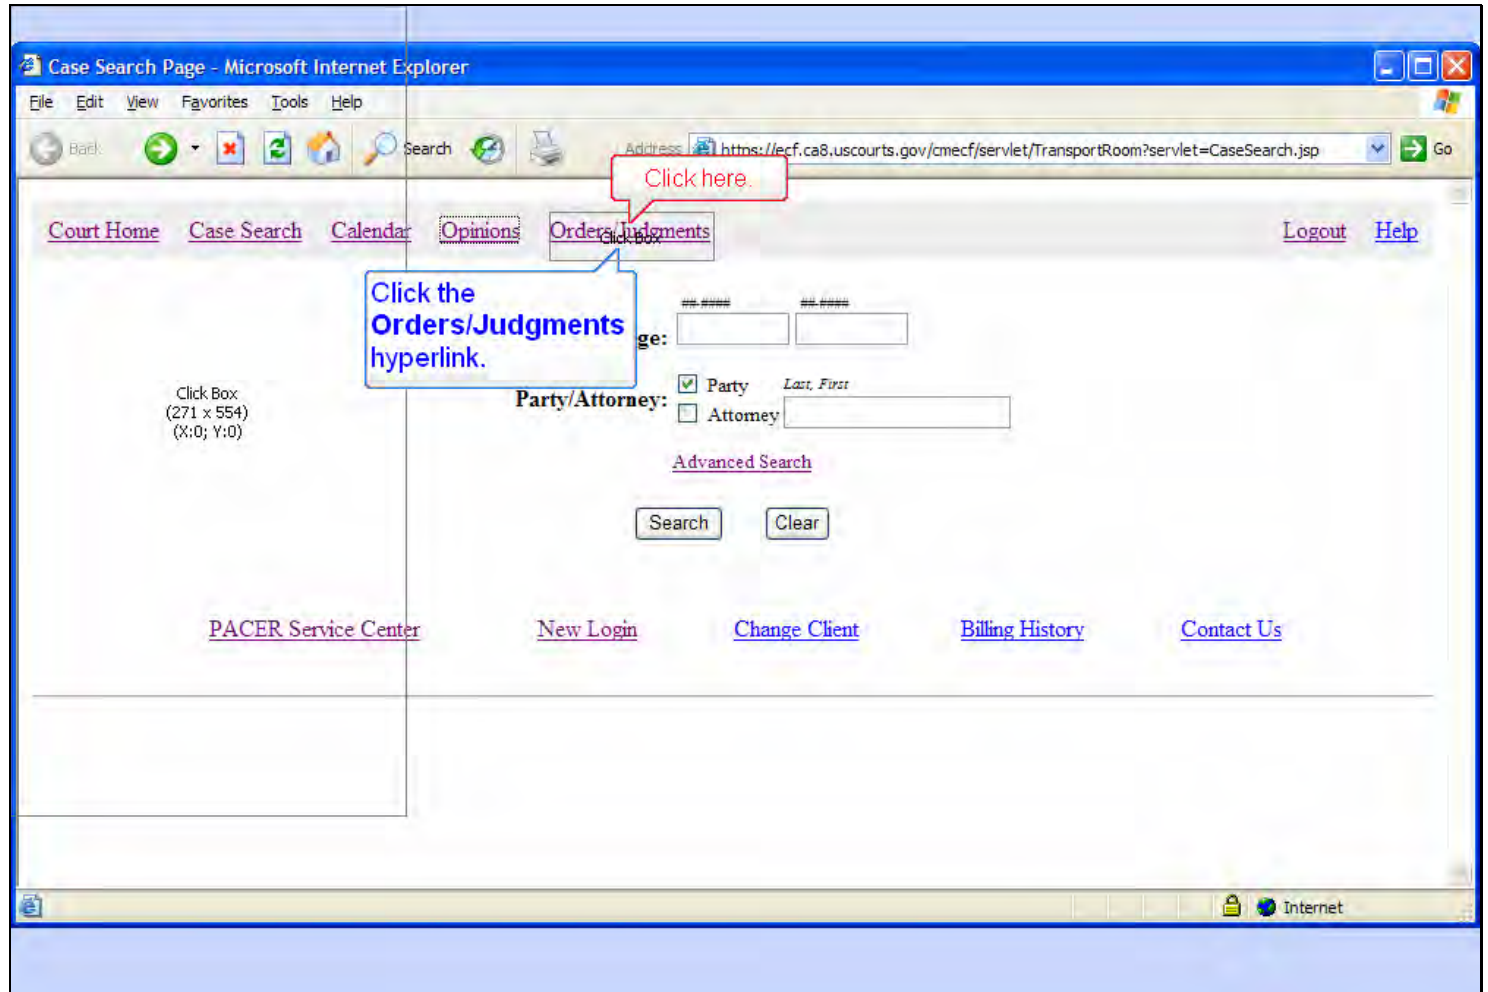 Case Search Page - Microsoft Internet Explorer
File Edit View Favorites Tools Help
Back Search Address https://ecf.ca8.uscourts.gov/cmecf/servlet/TransportRoom?servlet=CaseSearch.jsp Go
Click here.
Court Home Case Search Calendar Opinions Orders/Judgments Logout Help
Click Box
Click the
Orders/Judgments
hyperlink.
##-#### ##-####
ge:
Click Box
(271 x 554)
(X:0; Y:0)
Party/Attorney: Party Last, First
Attorney
Advanced Search
Search Clear
PACER Service Center New Login Change Client Billing History Contact Us
Internet